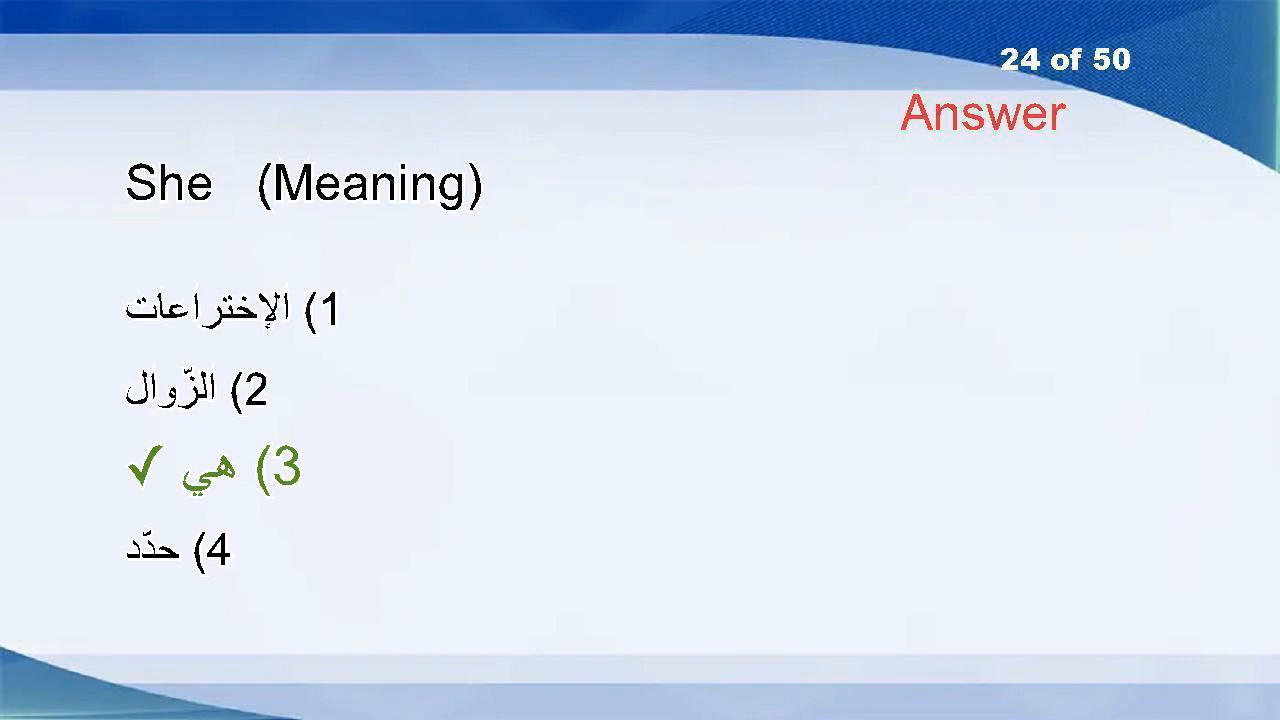 24 of 50
Answer
She (Meaning)
1) الإختراعات
2) الزّوال
3) هي ✓
4) حدّد